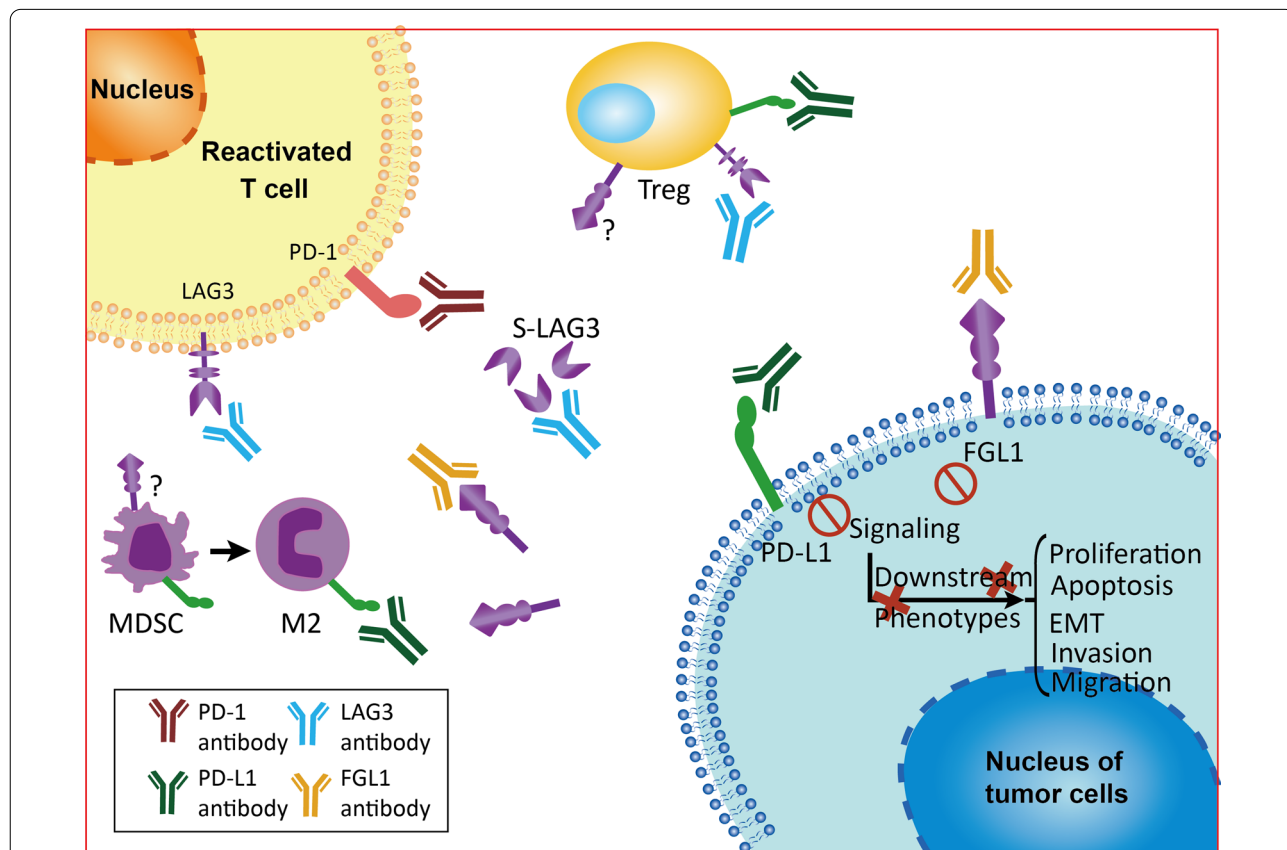 Nucleus
Reactivated
T cell
PD-1
LAG3
Treg
?
S-LAG3
?
MDSC
M2
FGL1
PD-L1
Signaling
Downstream
Phenotypes
Proliferation
Apoptosis
EMT
Invasion
Migration
Nucleus of
tumor cells
PD-1
antibody
LAG3
antibody
PD-L1
antibody
FGL1
antibody